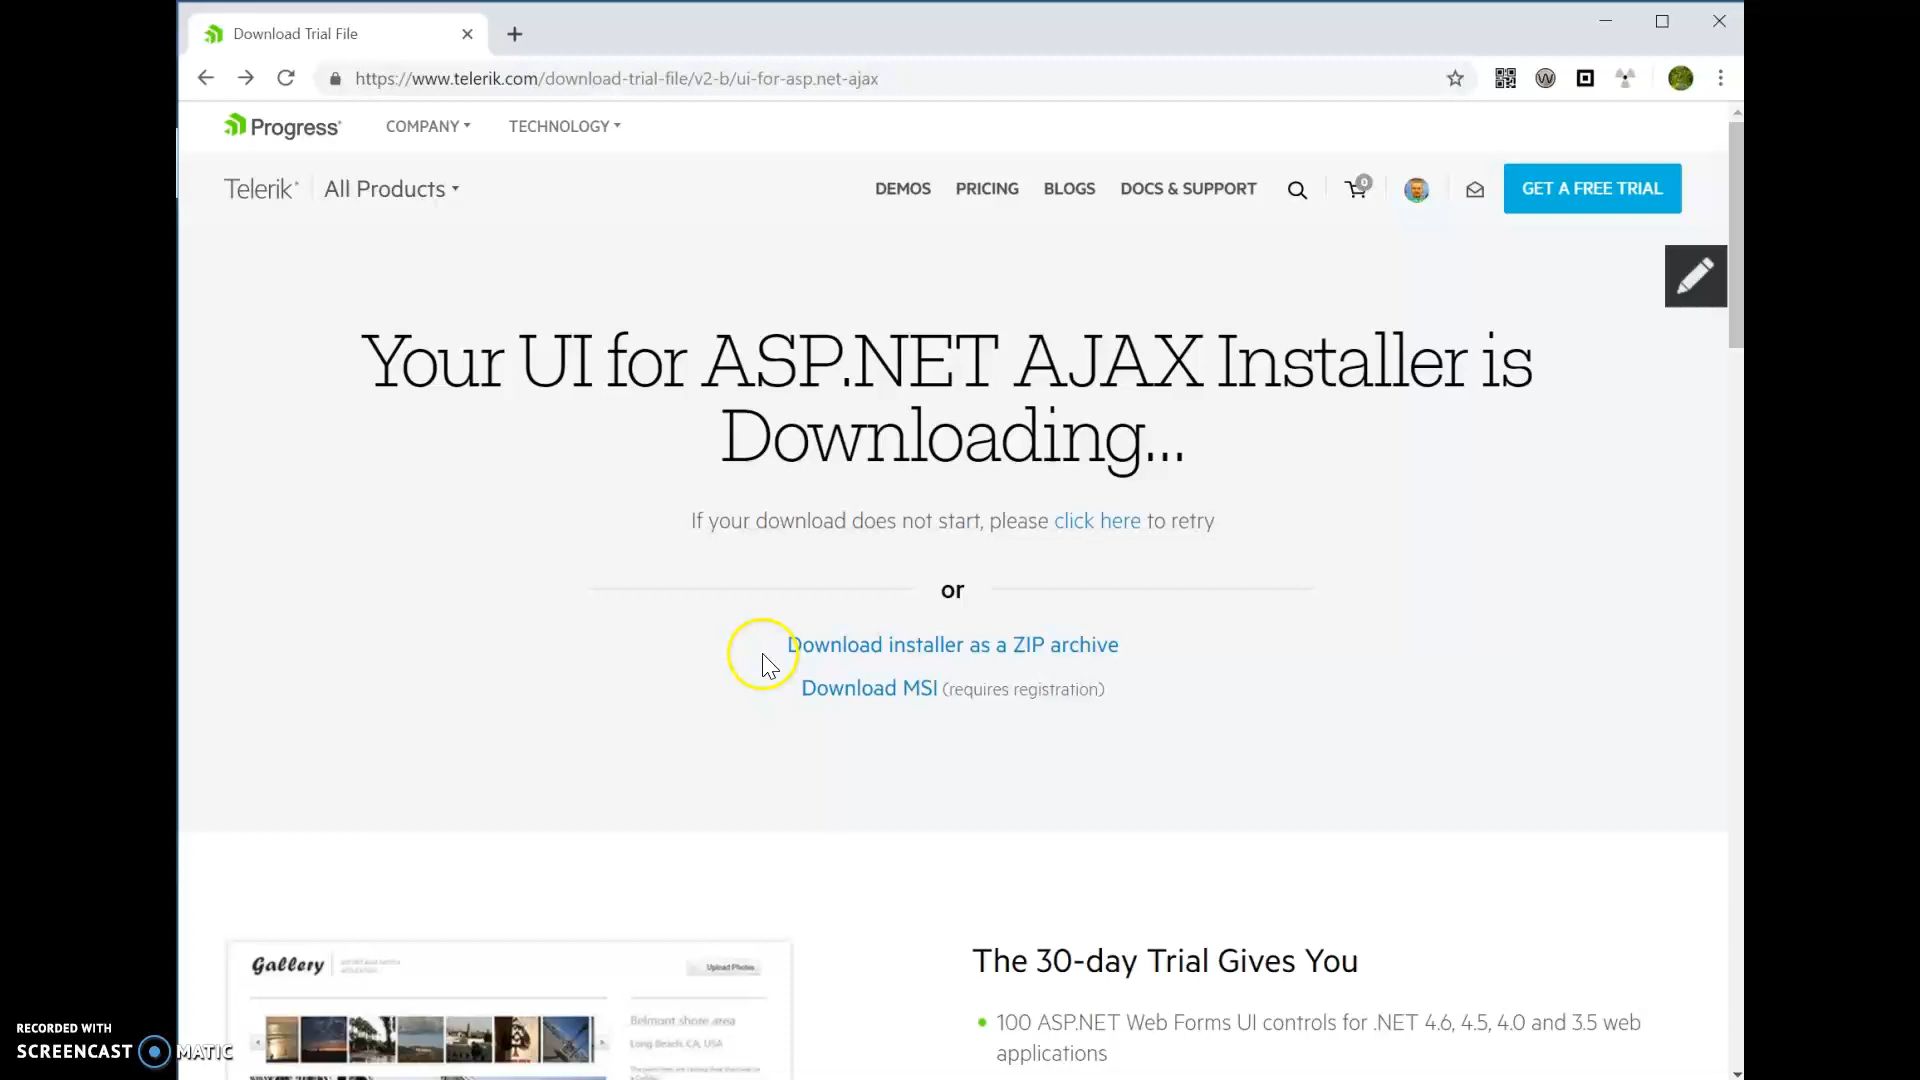 Download Trial File
https://www.telerik.com/download-trial-file/v2-b/ui-for-asp.net-ajax
Progress COMPANY TECHNOLOGY
Telerik All Products DEMOS PRICING BLOGS DOCS & SUPPORT 0 GET A FREE TRIAL
Your UI for ASP.NET AJAX Installer is
Downloading...
If your download does not start, please click here to retry
or
Download installer as a ZIP archive
Download MSI (requires registration)
Gallery Upload Photos
Belmont shore area
Long Beach, CA, USA
The 30-day Trial Gives You
100 ASP.NET Web Forms UI controls for .NET 4.6, 4.5, 4.0 and 3.5 web
applications
RECORDED WITH
SCREENCAST MATIC